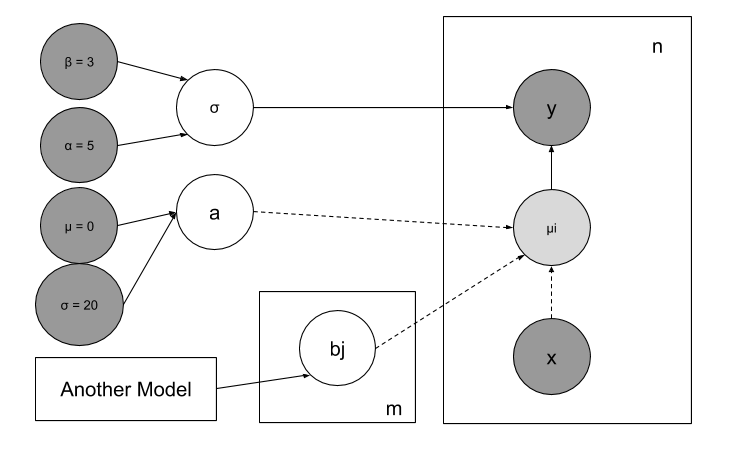 β = 3
α = 5
μ = 0
σ = 20
σ
a
Another Model
bj
m
n
y
μi
x